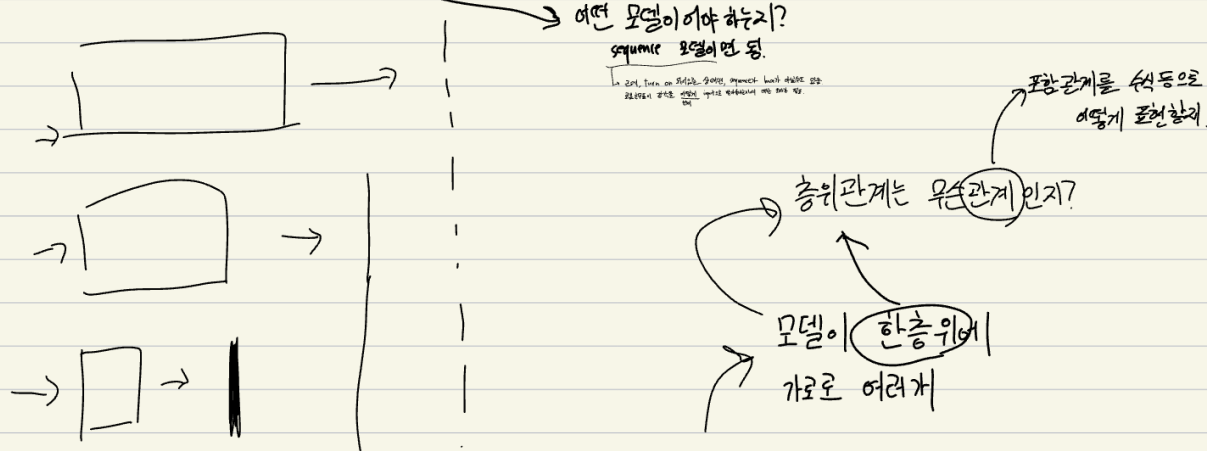 어떤 모델이어야 하는지?
sequence 모델이면 됨.
포함관계를 수식등으로
어떻게 표현할지.
층위관계는 무슨관계인지?
모델이 한층위에
가로로 여러개